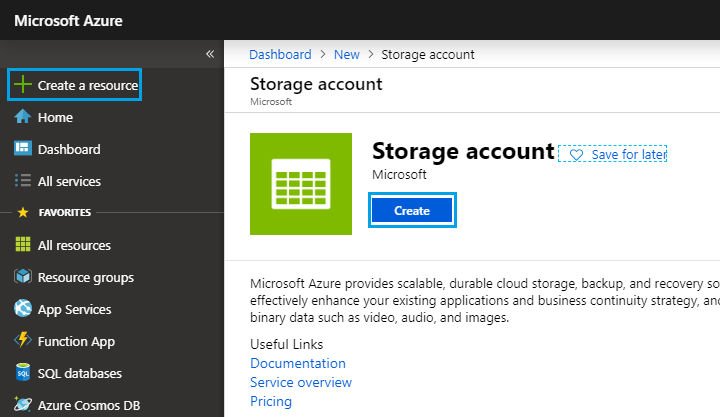 Microsoft Azure
«
Dashboard > New > Storage account
Create a resource
Home
Dashboard
All services
FAVORITES
All resources
Resource groups
App Services
Function App
SQL databases
Azure Cosmos DB
Storage account
Microsoft
Storage account
Save for later
Microsoft
Create
Microsoft Azure provides scalable, durable cloud storage, backup, and recovery so
effectively enhance your existing applications and business continuity strategy, an
binary data such as video, audio, and images.
Useful Links
Documentation
Service overview
Pricing